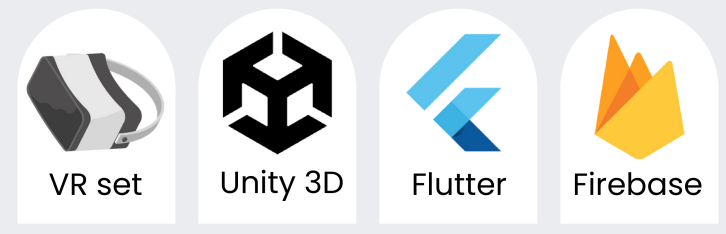 VR set
Unity 3D
Flutter
Firebase